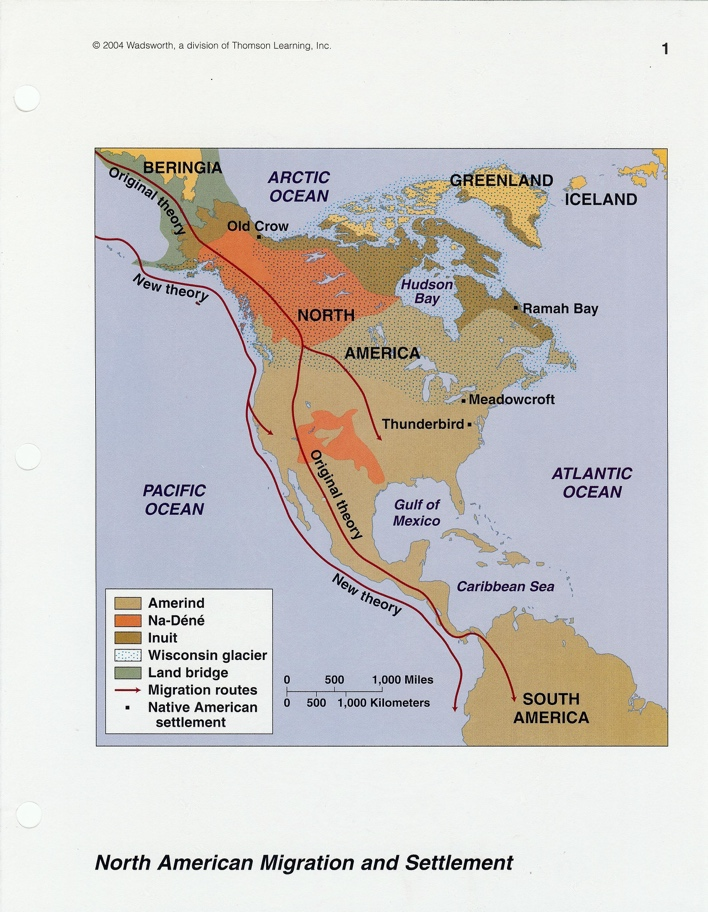 © 2004 Wadsworth, a division of Thomson Learning, Inc.
1
BERINGIA
Original theory
ARCTIC
OCEAN
GREENLAND
ICELAND
Old Crow
New theory
Hudson
Bay
NORTH
AMERICA
Ramah Bay
Meadowcroft
Thunderbird
Original theory
PACIFIC
OCEAN
ATLANTIC
OCEAN
Gulf of
Mexico
New theory
Caribbean Sea
Amerind
Na-Déné
Inuit
Wisconsin glacier
Land bridge
Migration routes
Native American
settlement
0 500 1,000 Miles
0 500 1,000 Kilometers
SOUTH
AMERICA
North American Migration and Settlement